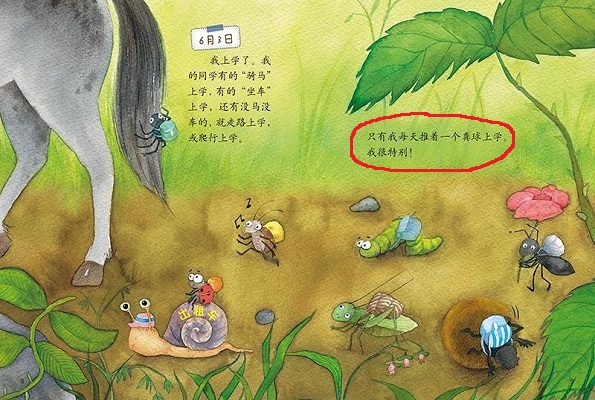 6月3日
我上学了。我
的同学有的“骑马”
上学，有的“坐车”
上学，还有没马没
车的，就走路上学，
或爬行上学。
只有我每天推着一个粪球上学。
我很特别！
出租车